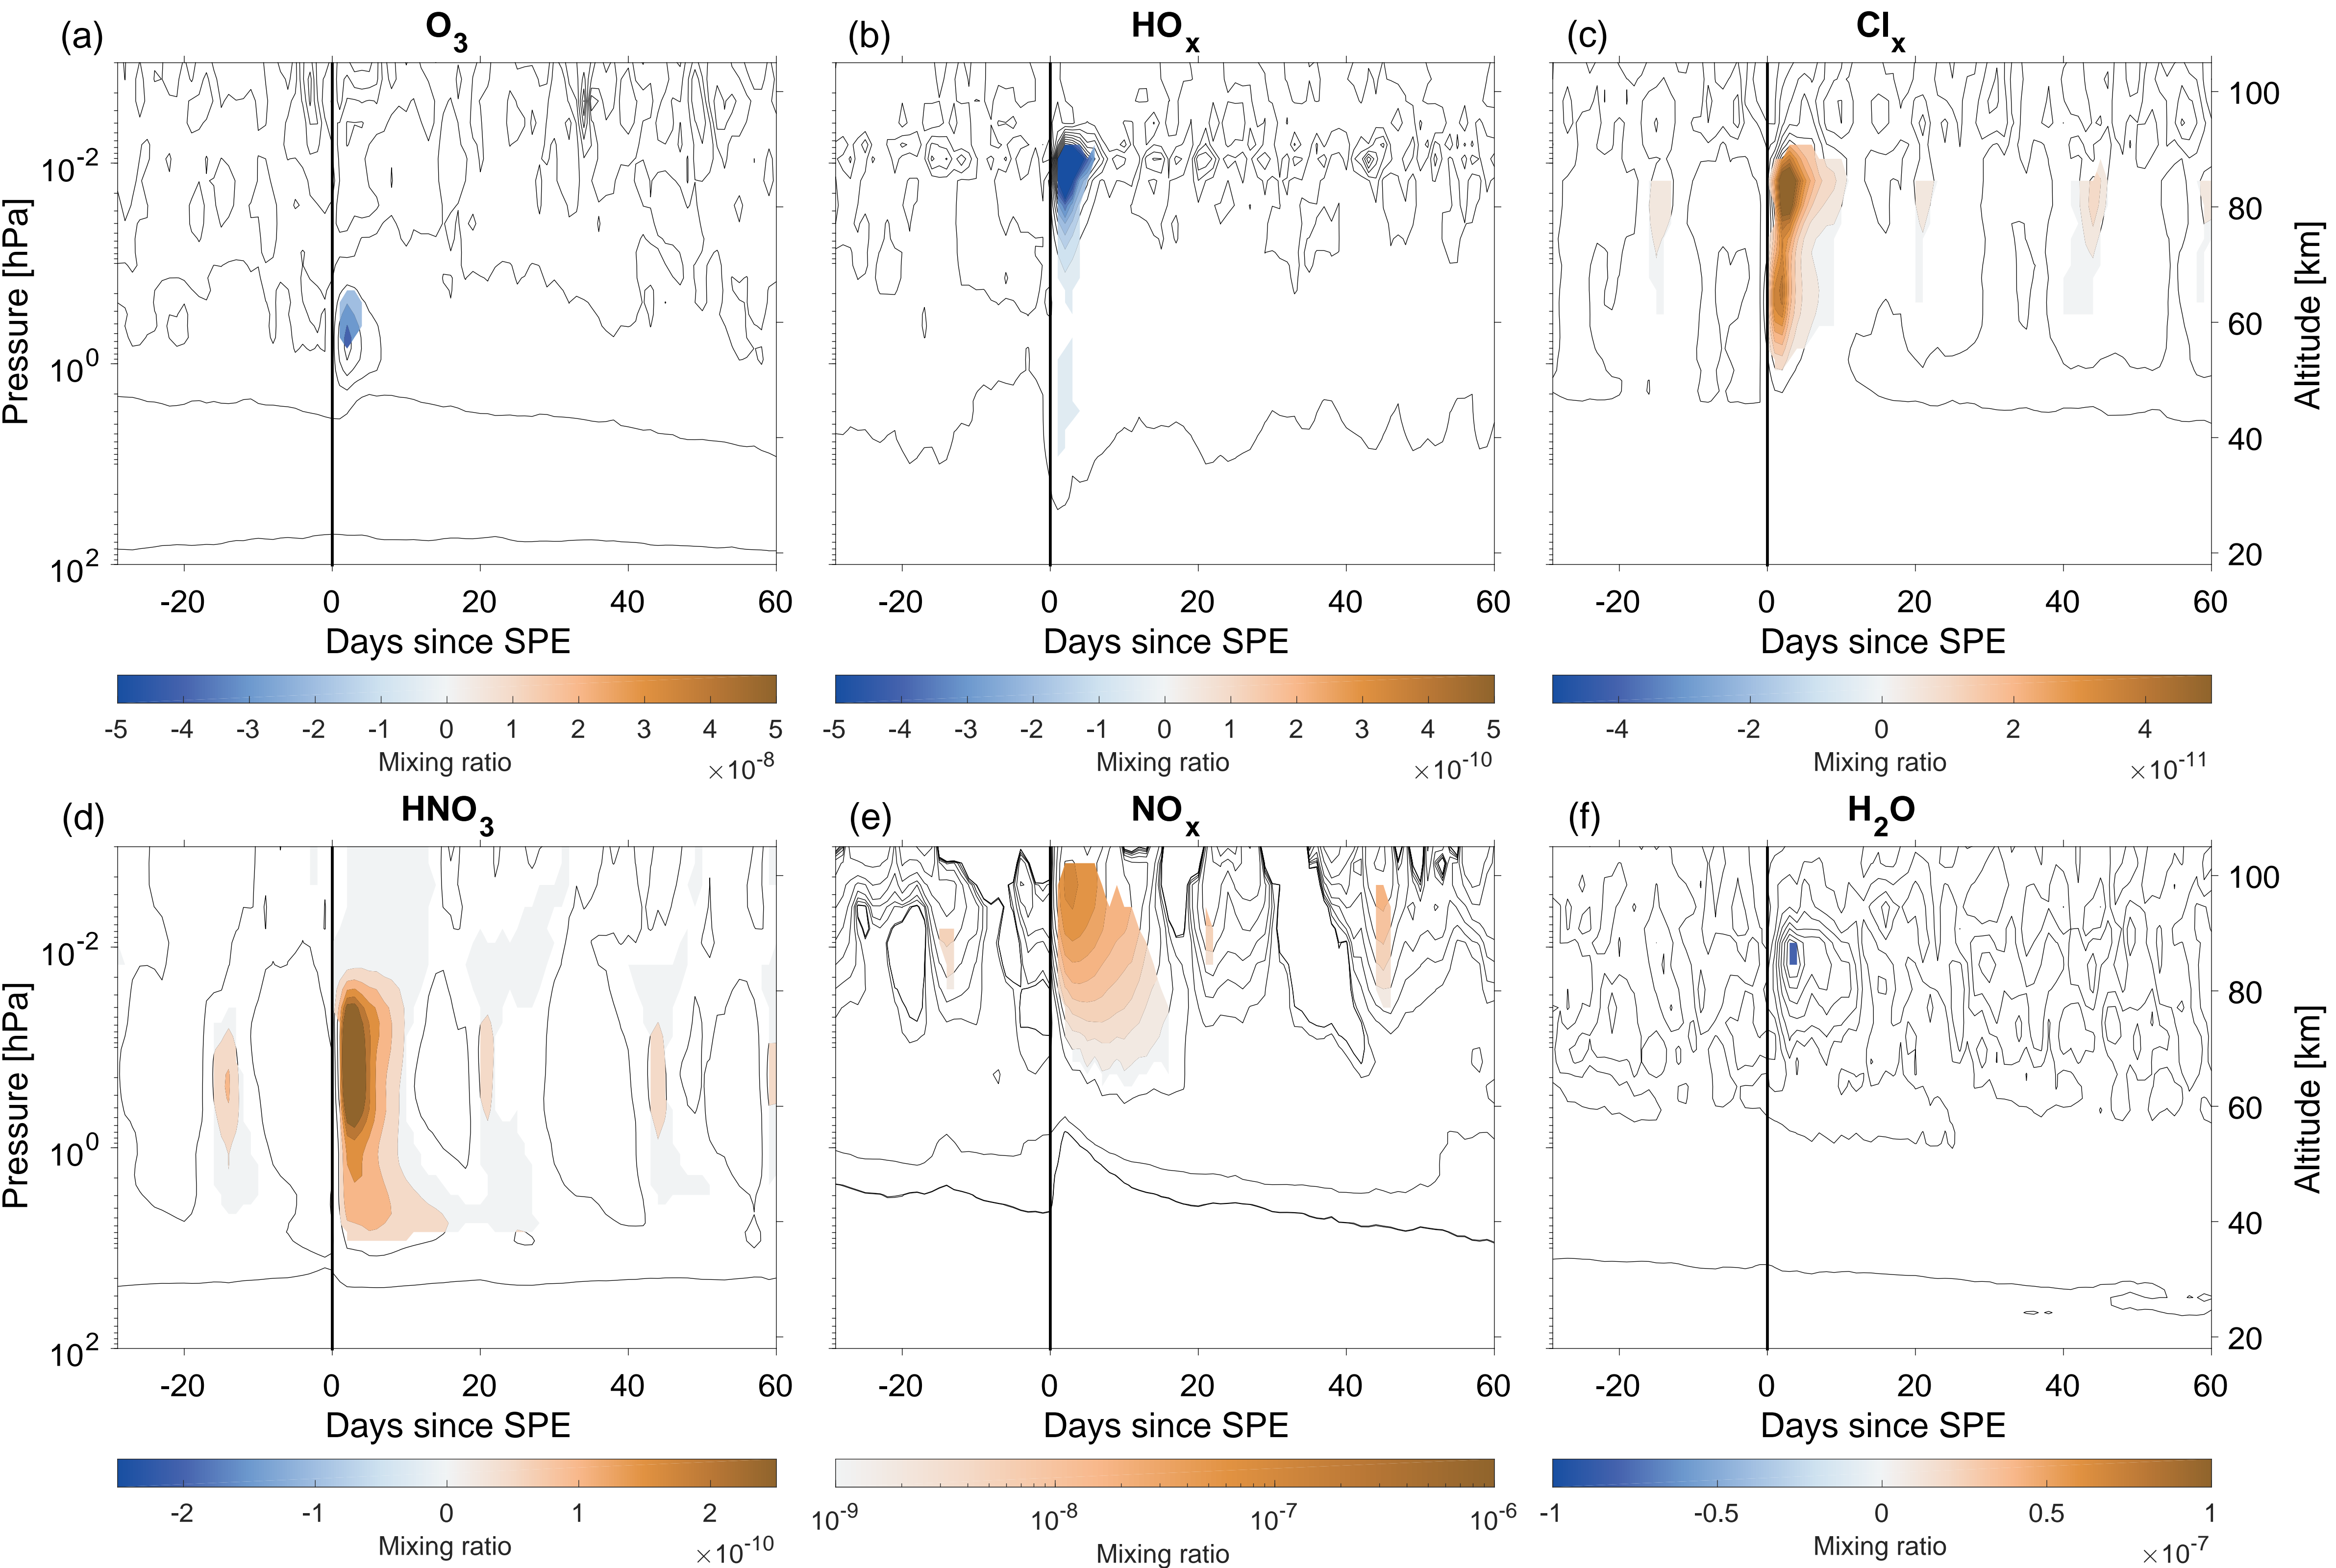 (a) O3 (b) HOx (c) Clx
Pressure [hPa] 10^-2 10^0 10^2
100 80 60 40 20 Altitude [km]
-20 0 20 40 60 -20 0 20 40 60 -20 0 20 40 60
Days since SPE Days since SPE Days since SPE
-5 -4 -3 -2 -1 0 1 2 3 4 5 -5 -4 -3 -2 -1 0 1 2 3 4 5 -4 -2 0 2 4
Mixing ratio ×10^-8 Mixing ratio ×10^-10 Mixing ratio ×10^-11
(d) HNO3 (e) NOx (f) H2O
Pressure [hPa] 10^-2 10^0 10^2
100 80 60 40 20 Altitude [km]
-20 0 20 40 60 -20 0 20 40 60 -20 0 20 40 60
Days since SPE Days since SPE Days since SPE
-2 -1 0 1 2 10^-9 10^-8 10^-7 10^-6 -1 -0.5 0 0.5 1
Mixing ratio ×10^-10 Mixing ratio Mixing ratio ×10^-7